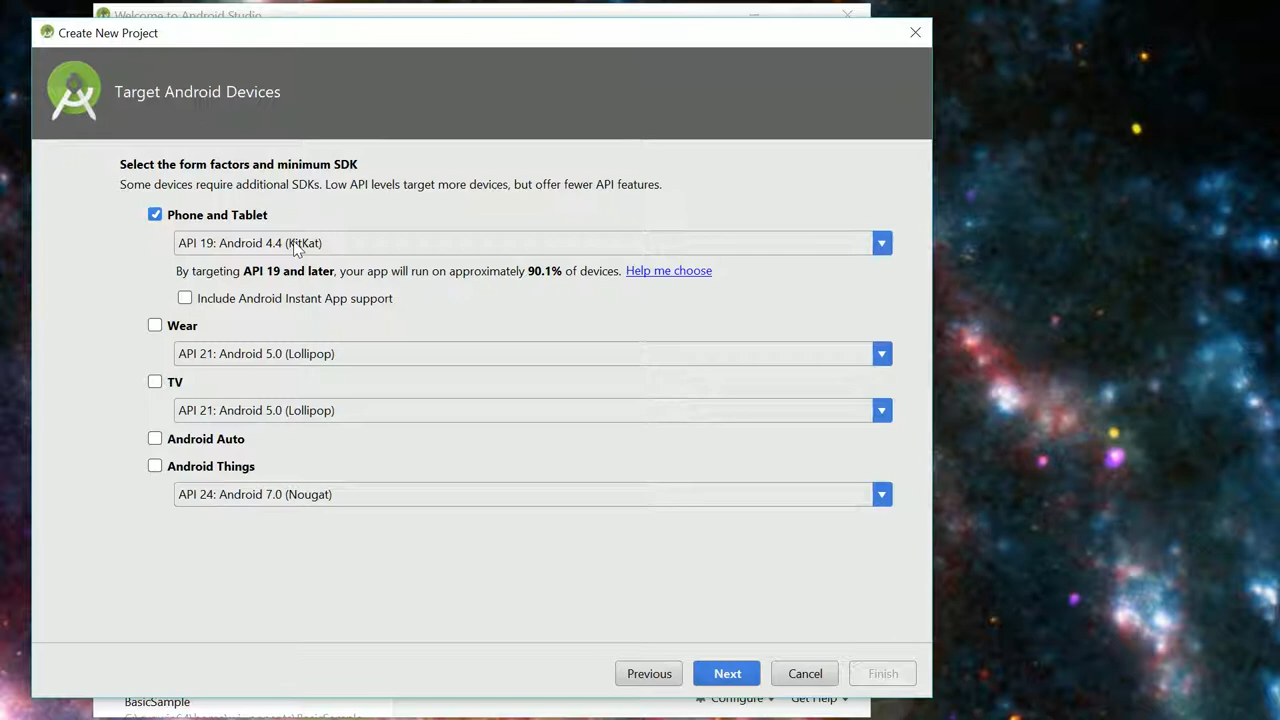 Welcome to Android Studio
Create New Project
Target Android Devices
Select the form factors and minimum SDK
Some devices require additional SDKs. Low API levels target more devices, but offer fewer API features.
Phone and Tablet
API 19: Android 4.4 (KitKat)
By targeting API 19 and later, your app will run on approximately 90.1% of devices. Help me choose
Include Android Instant App support
Wear
API 21: Android 5.0 (Lollipop)
TV
API 21: Android 5.0 (Lollipop)
Android Auto
Android Things
API 24: Android 7.0 (Nougat)
Previous Next Cancel Finish
BasicSample Configure Get Help